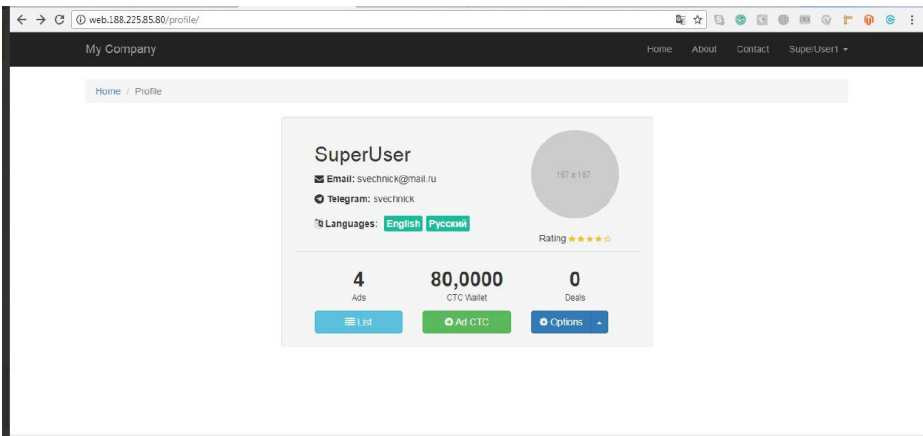 web.188.225.85.80/profile/
My Company
Home About Contact SuperUser1
Home / Profile
SuperUser
Email: svechnick@mail.ru
Telegram: svechnick
Languages: English Русский
167 x 167
Rating
4
Ads
80,0000
CTC Wallet
0
Deals
List
Ad CTC
Options